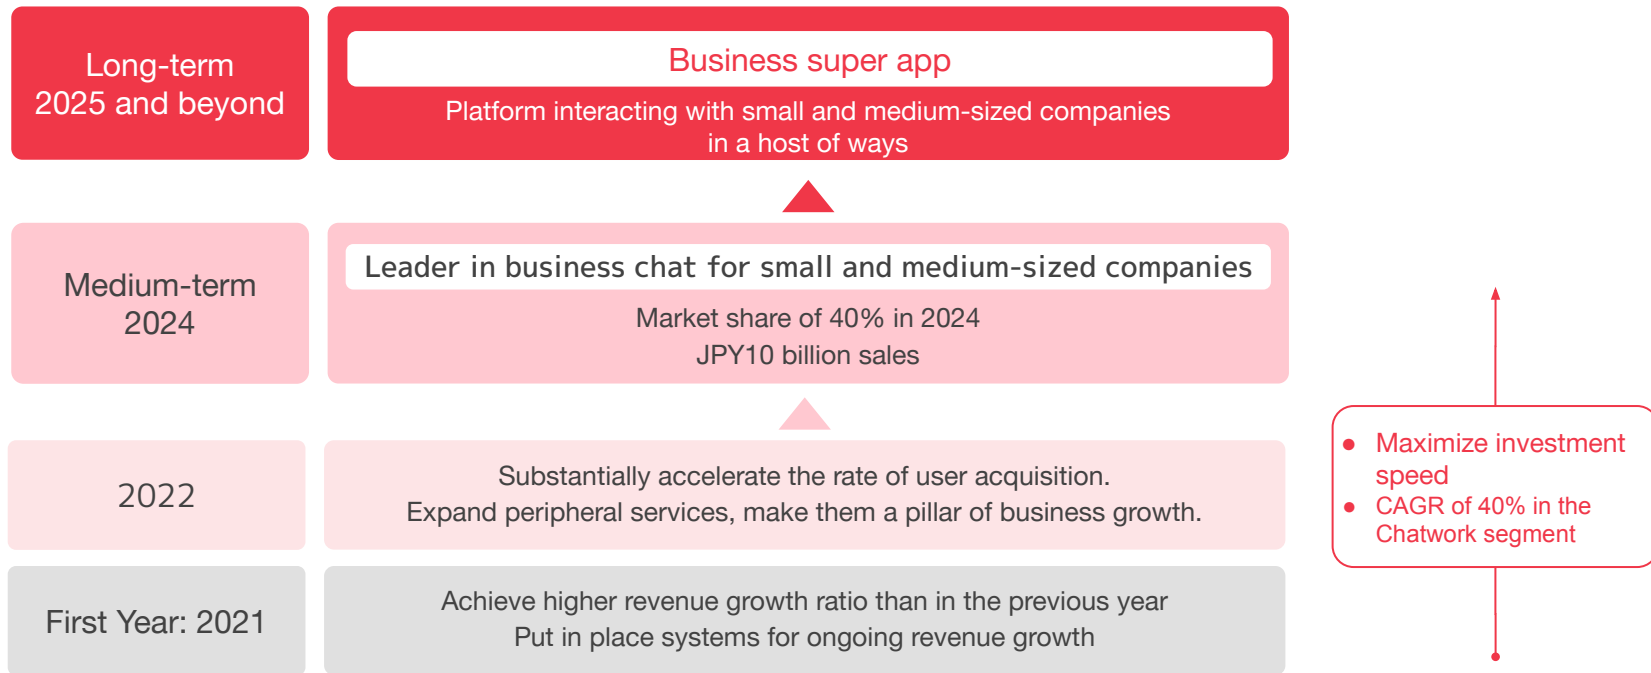 Long-term
2025 and beyond
Business super app
Platform interacting with small and medium-sized companies
in a host of ways
Medium-term
2024
Leader in business chat for small and medium-sized companies
Market share of 40% in 2024
JPY10 billion sales
2022
Substantially accelerate the rate of user acquisition.
Expand peripheral services, make them a pillar of business growth.
First Year: 2021
Achieve higher revenue growth ratio than in the previous year
Put in place systems for ongoing revenue growth
● Maximize investment
speed
● CAGR of 40% in the
Chatwork segment